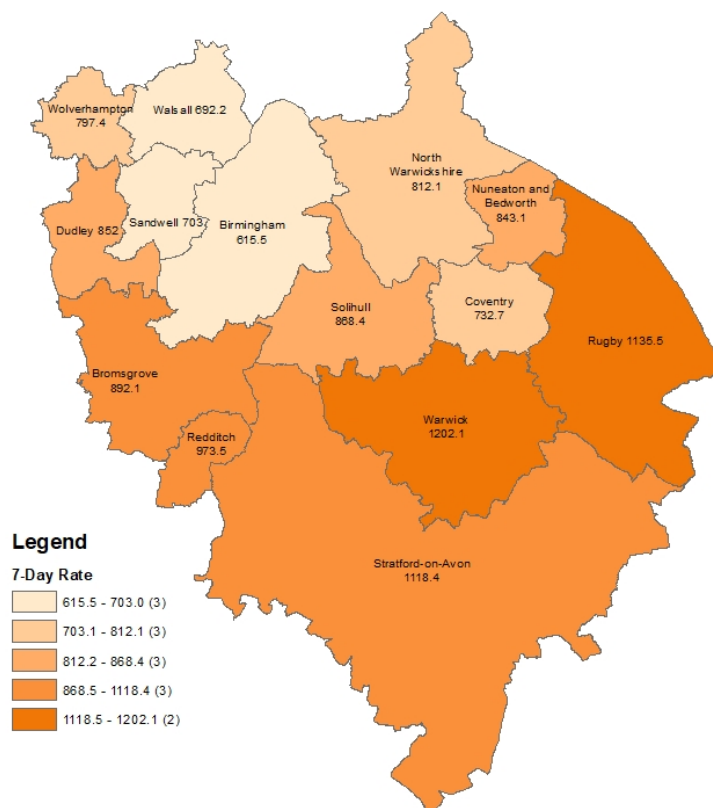 Wolverhampton
797.4
Walsall 692.2
North
Warwickshire
812.1
Nuneaton and
Bedworth
843.1
Sandwell 703
Birmingham
615.5
Dudley 852
Solihull
868.4
Coventry
732.7
Rugby 1135.5
Bromsgrove
892.1
Warwick
1202.1
Redditch
973.5
Stratford-on-Avon
1118.4
Legend
7-Day Rate
615.5 - 703.0 (3)
703.1 - 812.1 (3)
812.2 - 868.4 (3)
868.5 - 1118.4 (3)
1118.5 - 1202.1 (2)